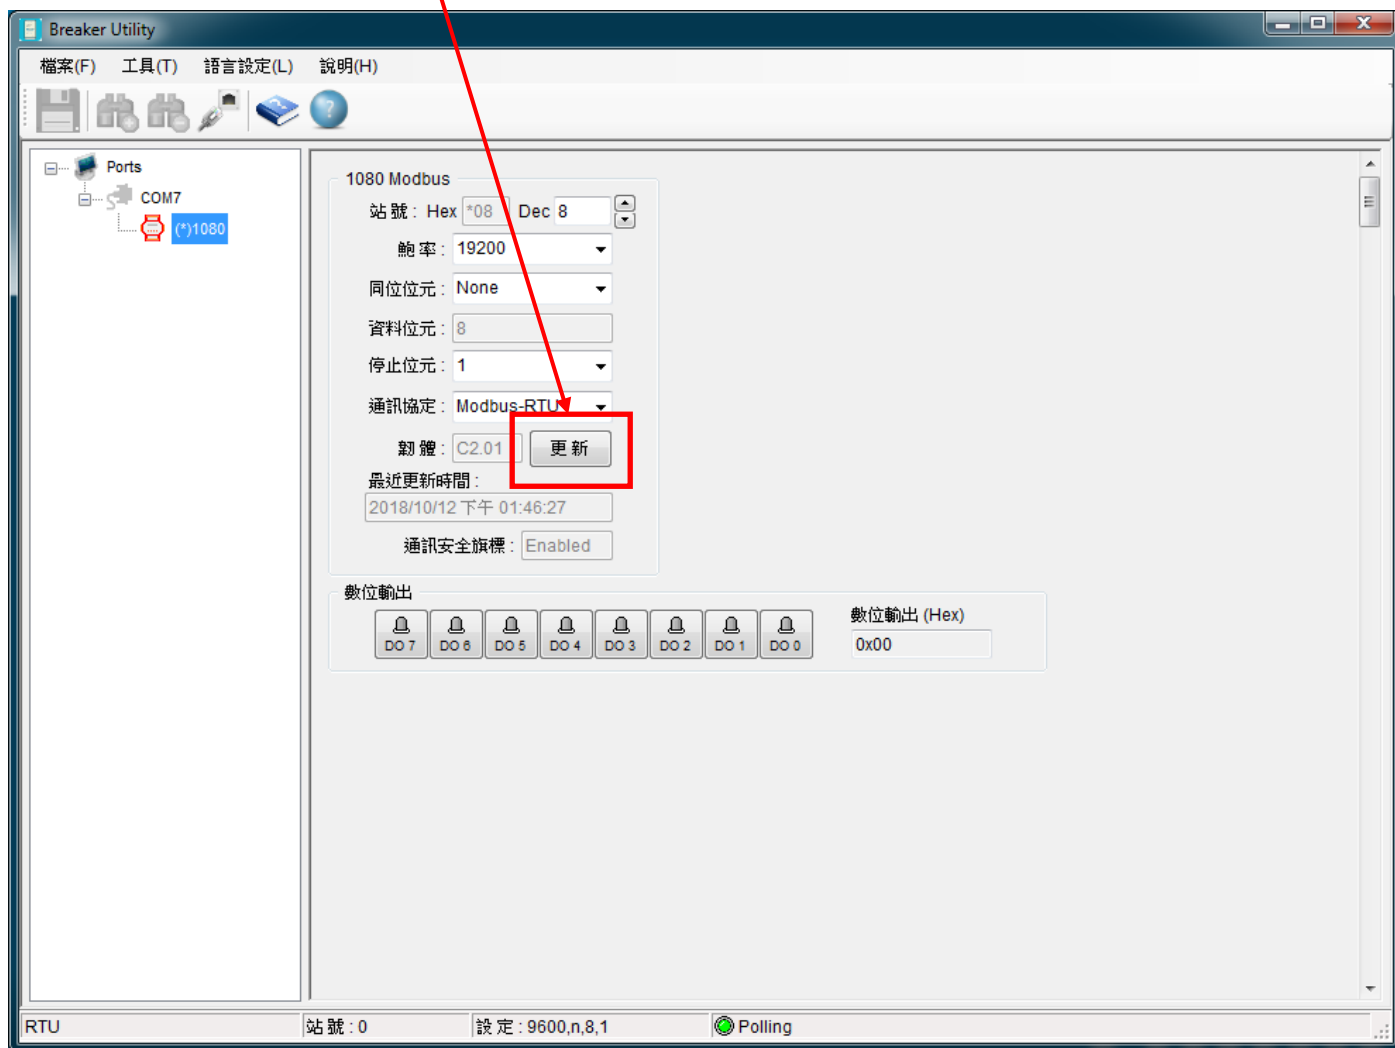 Breaker Utility
檔案(F) 工具(T) 語言設定(L) 說明(H)
Ports
COM7
(*)1080
1080 Modbus
站 號 : Hex *08 Dec 8
鮑 率 : 19200
同位位元 : None
資料位元 : 8
停止位元 : 1
通訊協定 : Modbus-RTU
韌 體 : C2.01 更 新
最近更新時間 :
2018/10/12 下午 01:46:27
通訊安全旗標 : Enabled
數位輸出
DO 7 DO 6 DO 5 DO 4 DO 3 DO 2 DO 1 DO 0
數位輸出 (Hex)
0x00
RTU 站 號 : 0 設 定 : 9600,n,8,1 Polling